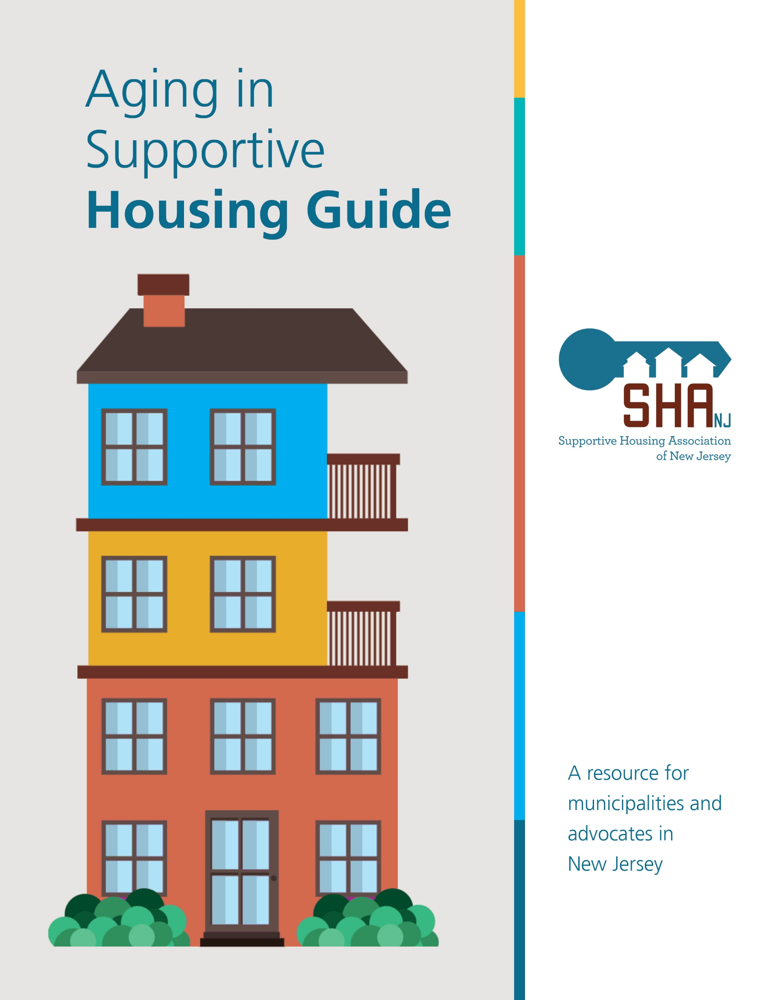 Aging in
Supportive
Housing Guide
SHA NJ
Supportive Housing Association
of New Jersey
A resource for
municipalities and
advocates in
New Jersey